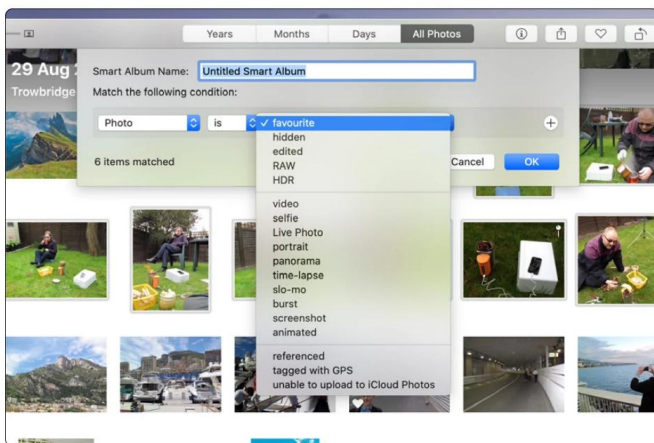 Years Months Days All Photos
29 Aug
Trowbridge
Smart Album Name: Untitled Smart Album
Match the following condition:
Photo is ✓ favourite
hidden
edited
RAW
HDR
video
selfie
Live Photo
portrait
panorama
time-lapse
slo-mo
burst
screenshot
animated
referenced
tagged with GPS
unable to upload to iCloud Photos
6 items matched
Cancel OK